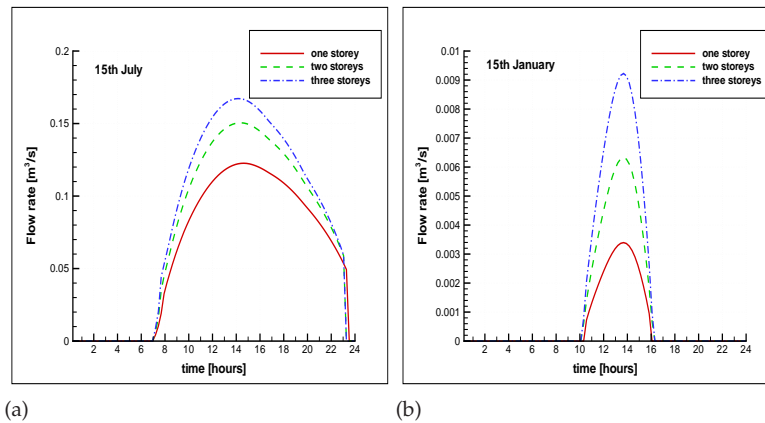 15th July
one storey
two storeys
three storeys
Flow rate [m³/s]
0.2
0.15
0.1
0.05
0
2 4 6 8 10 12 14 16 18 20 22 24
time [hours]
(a)
15th January
one storey
two storeys
three storeys
Flow rate [m³/s]
0.01
0.009
0.008
0.007
0.006
0.005
0.004
0.003
0.002
0.001
0
2 4 6 8 10 12 14 16 18 20 22 24
time [hours]
(b)